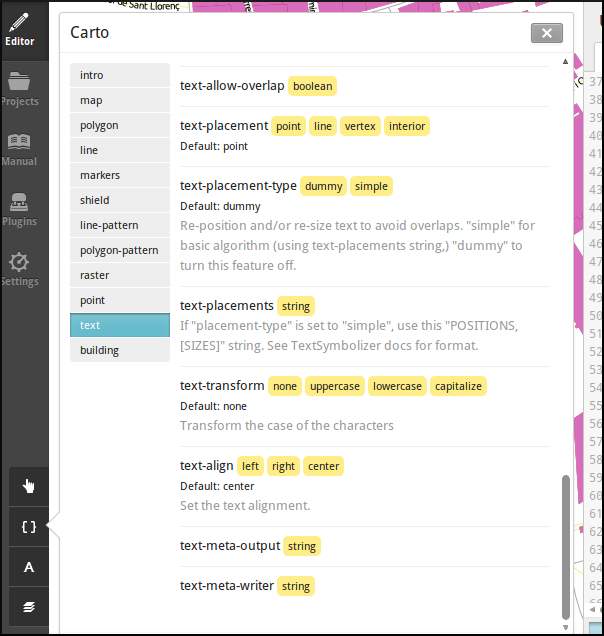 de Sant Llorenç
Editor
Projects
Manual
Plugins
Settings
{ }
A
Carto
intro
map
polygon
line
markers
shield
line-pattern
polygon-pattern
raster
point
text
building
text-allow-overlap boolean
text-placement point line vertex interior
Default: point
text-placement-type dummy simple
Default: dummy
Re-position and/or re-size text to avoid overlaps. "simple" for
basic algorithm (using text-placements string,) "dummy" to
turn this feature off.
text-placements string
If "placement-type" is set to "simple", use this "POSITIONS,
[SIZES]" string. See TextSymbolizer docs for format.
text-transform none uppercase lowercase capitalize
Default: none
Transform the case of the characters
text-align left right center
Default: center
Set the text alignment.
text-meta-output string
text-meta-writer string
37
38
39
40
41
42
43
44
45
46
47
48
49
50
51
52
53
54
55
56
57
58
59
60
61
62
63
64
65